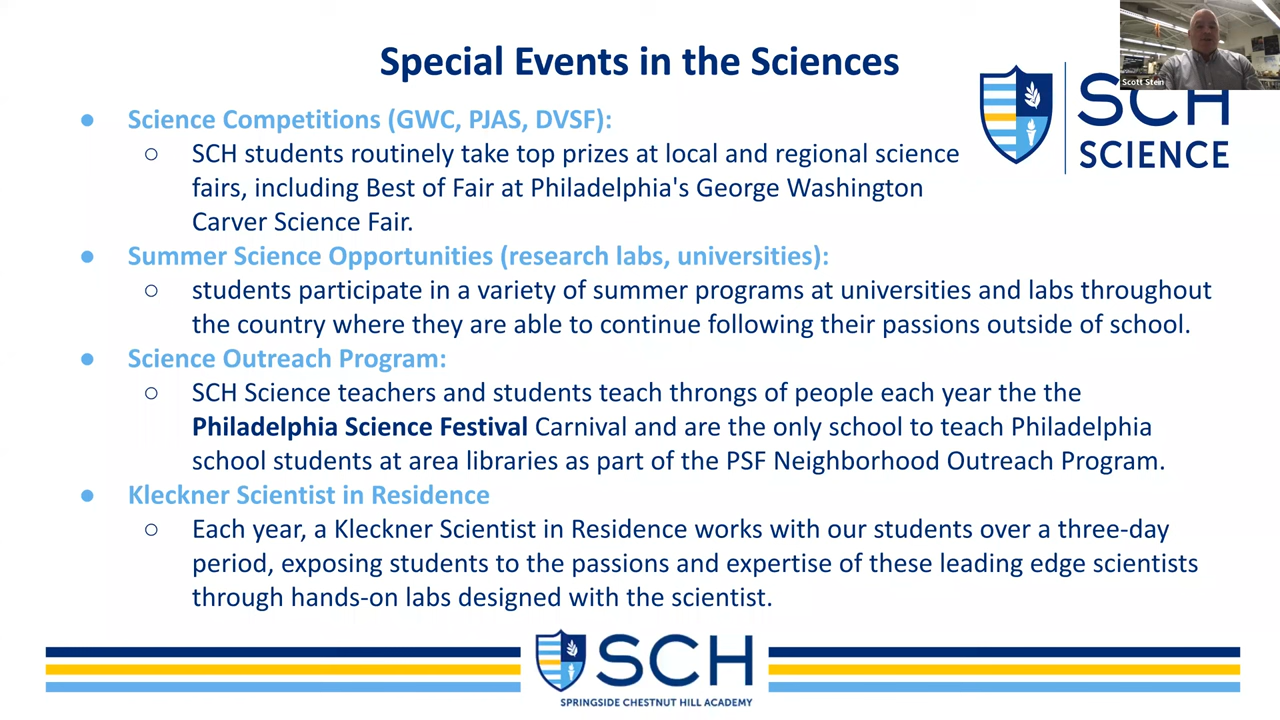 Special Events in the Sciences
Scott Stein
SCH
SCIENCE
● Science Competitions (GWC, PJAS, DVSF):
○ SCH students routinely take top prizes at local and regional science
fairs, including Best of Fair at Philadelphia's George Washington
Carver Science Fair.
● Summer Science Opportunities (research labs, universities):
○ students participate in a variety of summer programs at universities and labs throughout
the country where they are able to continue following their passions outside of school.
● Science Outreach Program:
○ SCH Science teachers and students teach throngs of people each year the the
Philadelphia Science Festival Carnival and are the only school to teach Philadelphia
school students at area libraries as part of the PSF Neighborhood Outreach Program.
● Kleckner Scientist in Residence
○ Each year, a Kleckner Scientist in Residence works with our students over a three-day
period, exposing students to the passions and expertise of these leading edge scientists
through hands-on labs designed with the scientist.
SCH
SPRINGSIDE CHESTNUT HILL ACADEMY